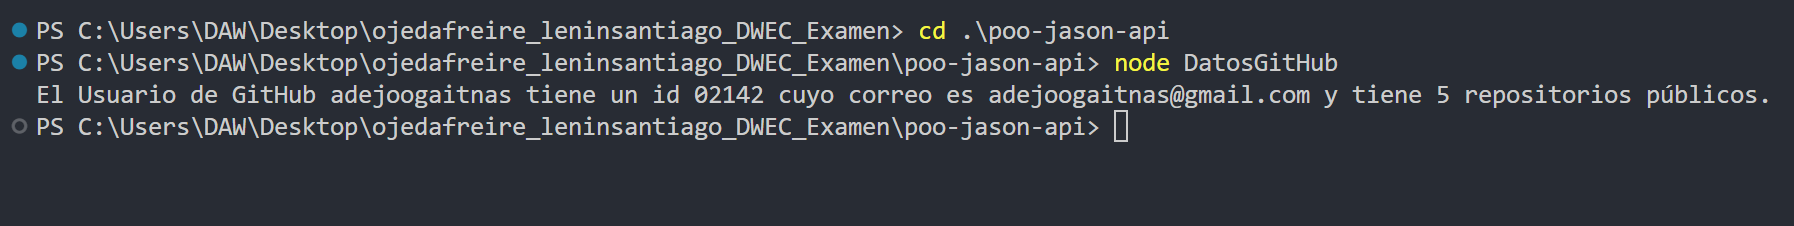 PS C:\Users\DAW\Desktop\ojedafreire_leninsantiago_DWEC_Examen> cd .\poo-jason-api
PS C:\Users\DAW\Desktop\ojedafreire_leninsantiago_DWEC_Examen\poo-jason-api> node DatosGitHub
El Usuario de GitHub adejoogaitnas tiene un id 02142 cuyo correo es adejoogaitnas@gmail.com y tiene 5 repositorios públicos.
PS C:\Users\DAW\Desktop\ojedafreire_leninsantiago_DWEC_Examen\poo-jason-api>